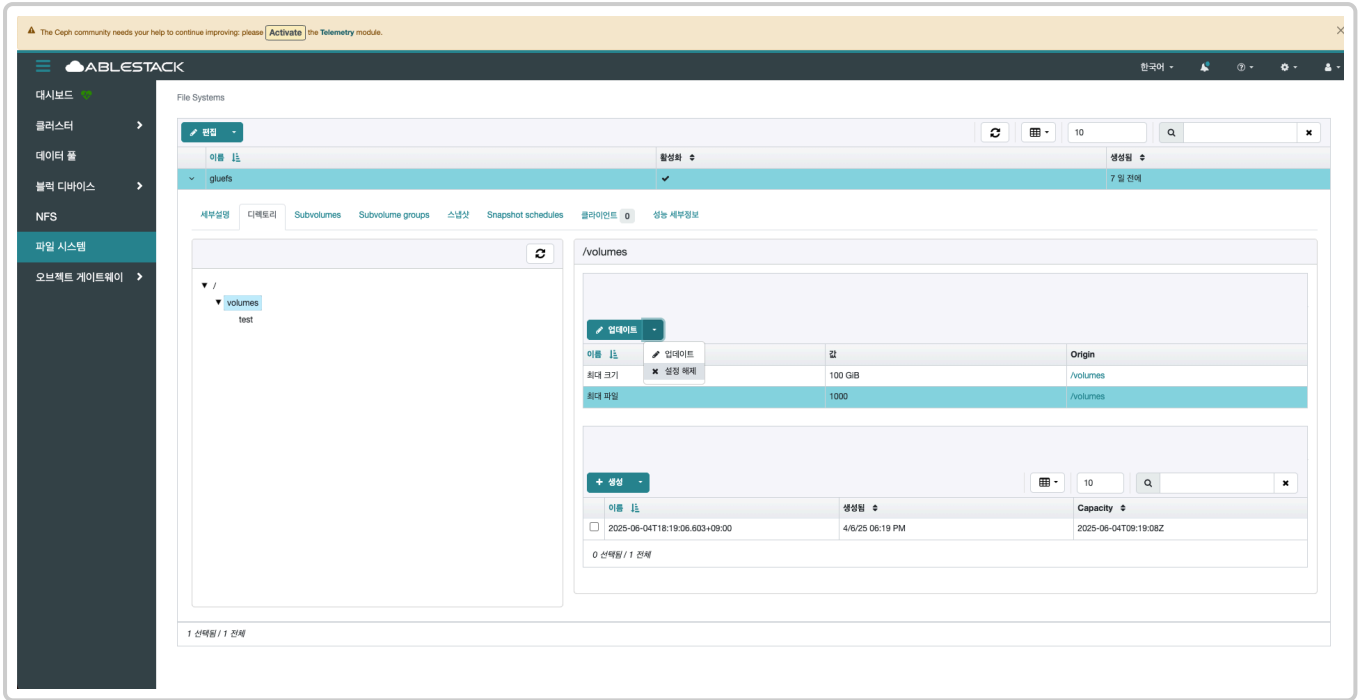 The Ceph community needs your help to continue improving: please Activate the Telemetry module.
ABLESTACK
한국어
대시보드
클러스터
데이터 풀
블럭 디바이스
NFS
파일 시스템
오브젝트 게이트웨이
File Systems
편집
10
이름 활성화 생성됨
gluefs 7 일 전에
세부설명 디렉토리 Subvolumes Subvolume groups 스냅샷 Snapshot schedules 클라이언트 0 성능 세부정보
/
volumes
test
/volumes
업데이트
업데이트
설정 해제
이름 값 Origin
최대 크기 100 GiB /volumes
최대 파일 1000 /volumes
생성
10
이름 생성됨 Capacity
2025-06-04T18:19:06.603+09:00 4/6/25 06:19 PM 2025-06-04T09:19:08Z
0 선택됨 / 1 전체
1 선택됨 / 1 전체